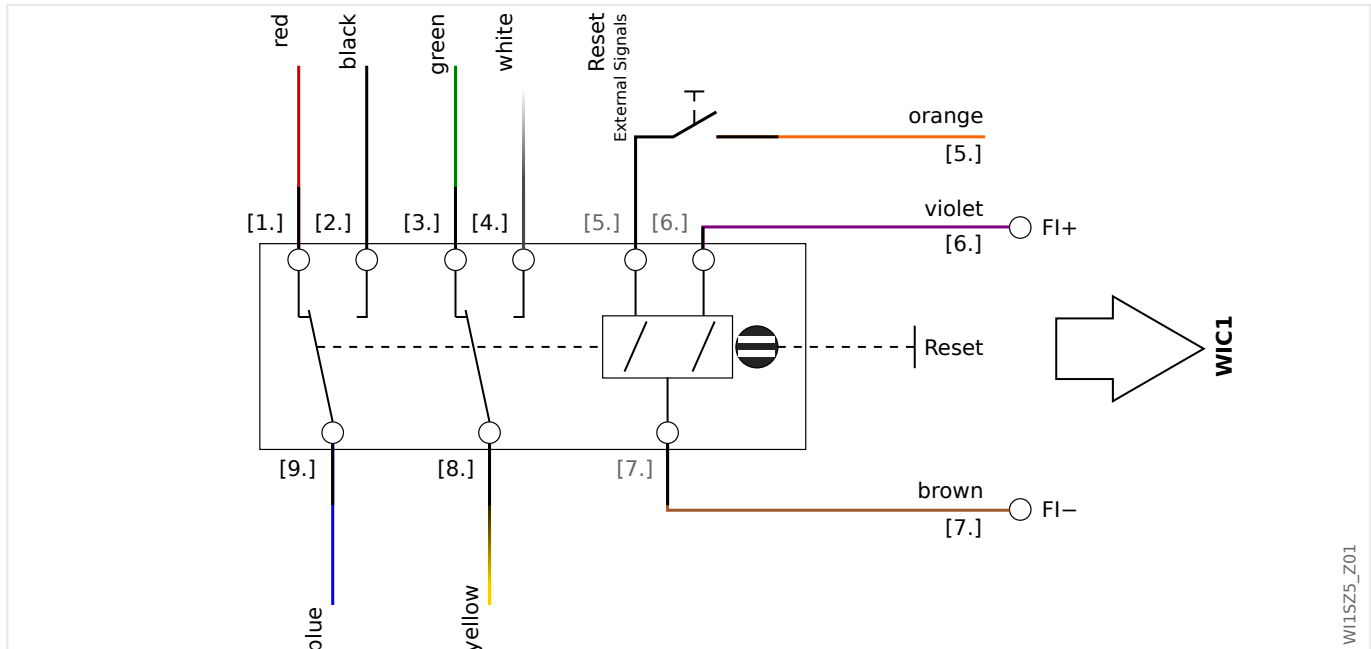 red
black
green
white
Reset
External Signals
orange
[5.]
violet
[6.]
FI+
[1.]
[2.]
[3.]
[4.]
[5.]
[6.]
Reset
WIC1
[9.]
[8.]
[7.]
brown
[7.]
FI−
blue
yellow
WI1SZ5_Z01